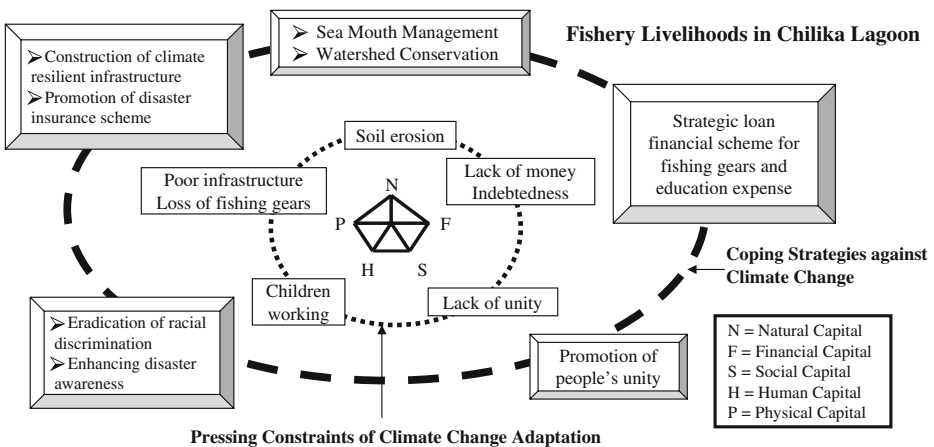 Fishery Livelihoods in Chilika Lagoon
➢ Sea Mouth Management
➢ Watershed Conservation
➢ Construction of climate
resilient infrastructure
➢ Promotion of disaster
insurance scheme
Strategic loan
financial scheme for
fishing gears and
education expense
Soil erosion
Poor infrastructure
Loss of fishing gears
Lack of money
Indebtedness
N
P
F
H
S
Children
working
Lack of unity
Coping Strategies against
Climate Change
➢ Eradication of racial
discrimination
➢ Enhancing disaster
awareness
Promotion of
people's unity
N = Natural Capital
F = Financial Capital
S = Social Capital
H = Human Capital
P = Physical Capital
Pressing Constraints of Climate Change Adaptation